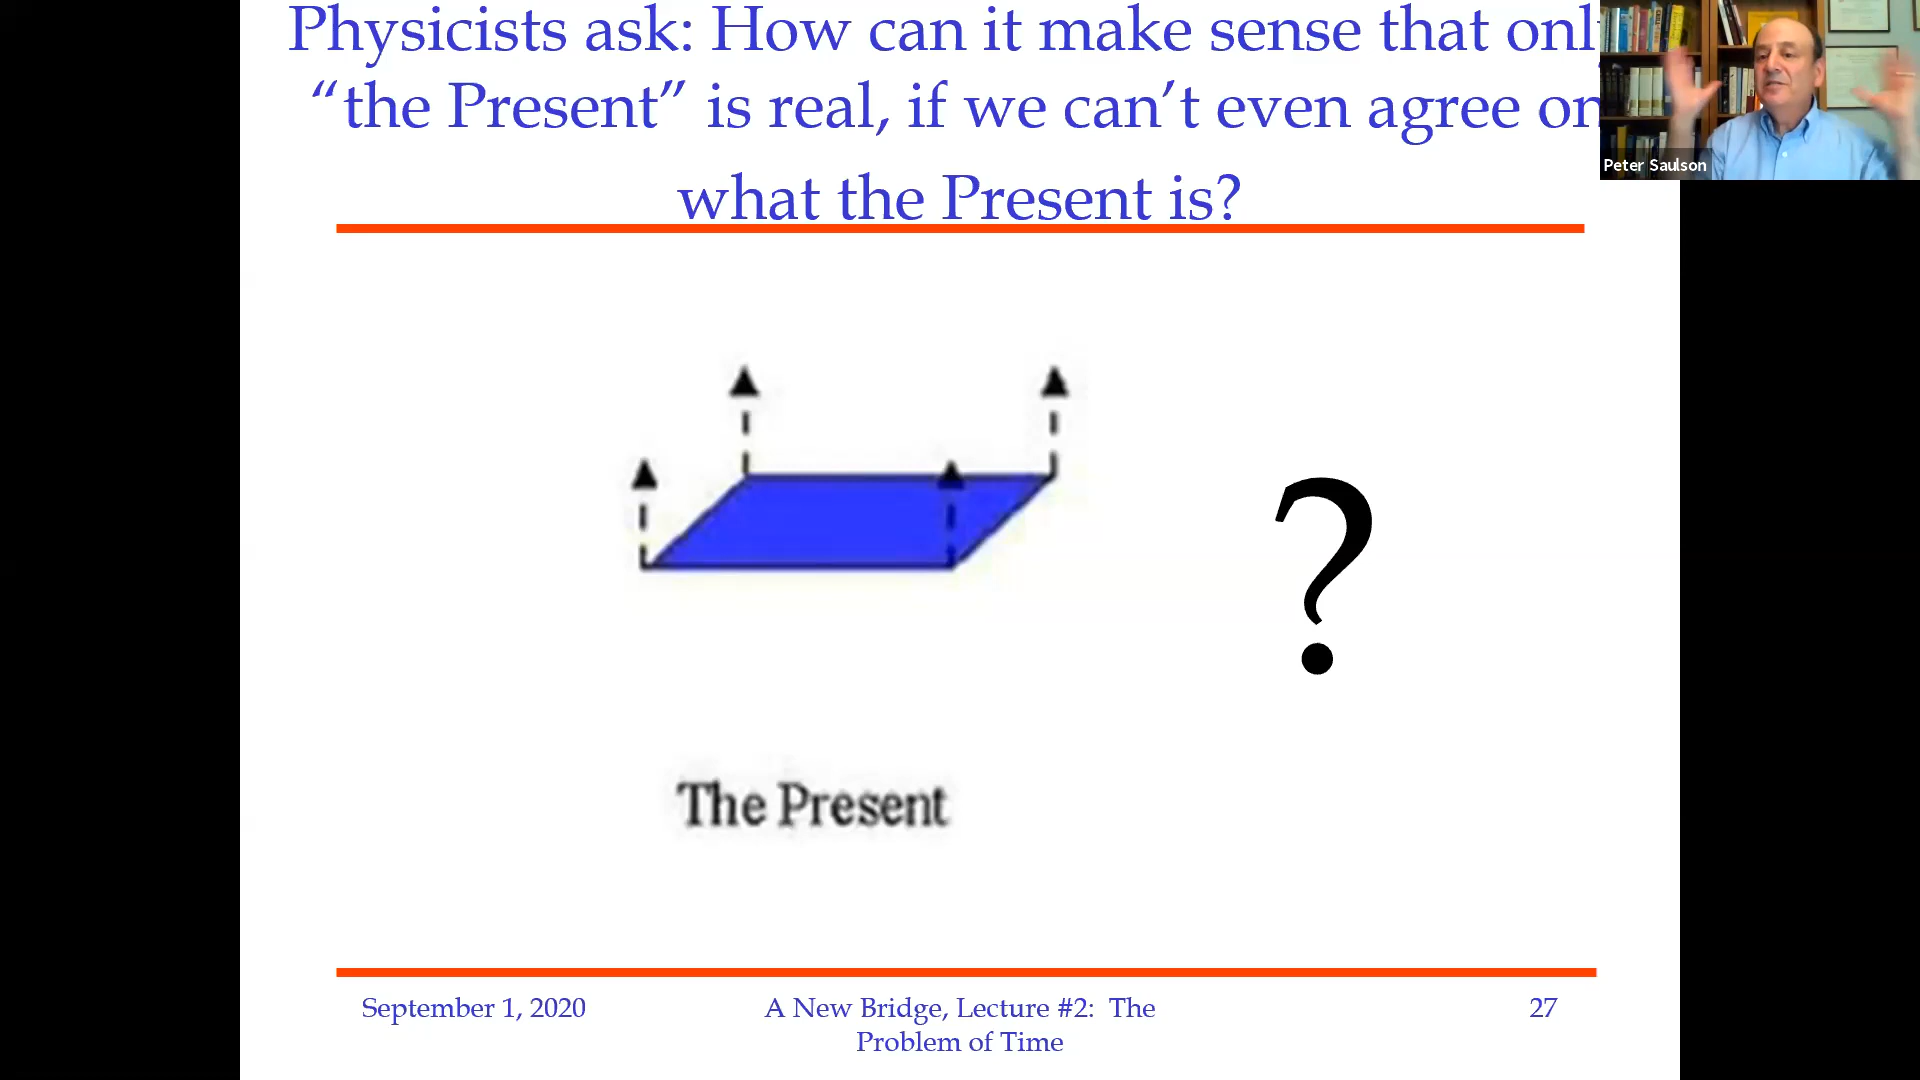 Physicists ask: How can it make sense that onl
“the Present” is real, if we can’t even agree on
what the Present is?
Peter Saulson
?
The Present
September 1, 2020
A New Bridge, Lecture #2: The
Problem of Time
27